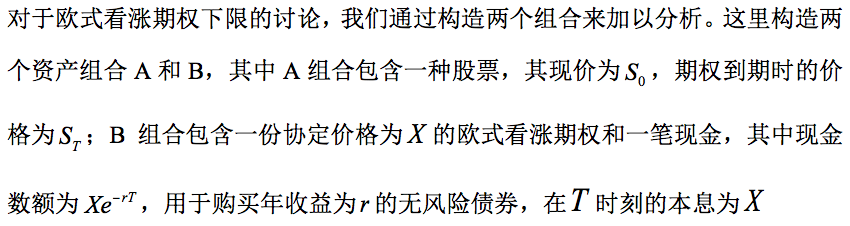 对于欧式看涨期权下限的讨论，我们通过构造两个组合来加以分析。这里构造两
个资产组合 A 和 B，其中 A 组合包含一种股票，其现价为 S₀，期权到期时的价
格为 S_T；B 组合包含一份协定价格为 X 的欧式看涨期权和一笔现金，其中现金
数额为 Xe^{-rT}，用于购买年收益为 r 的无风险债券，在 T 时刻的本息为 X